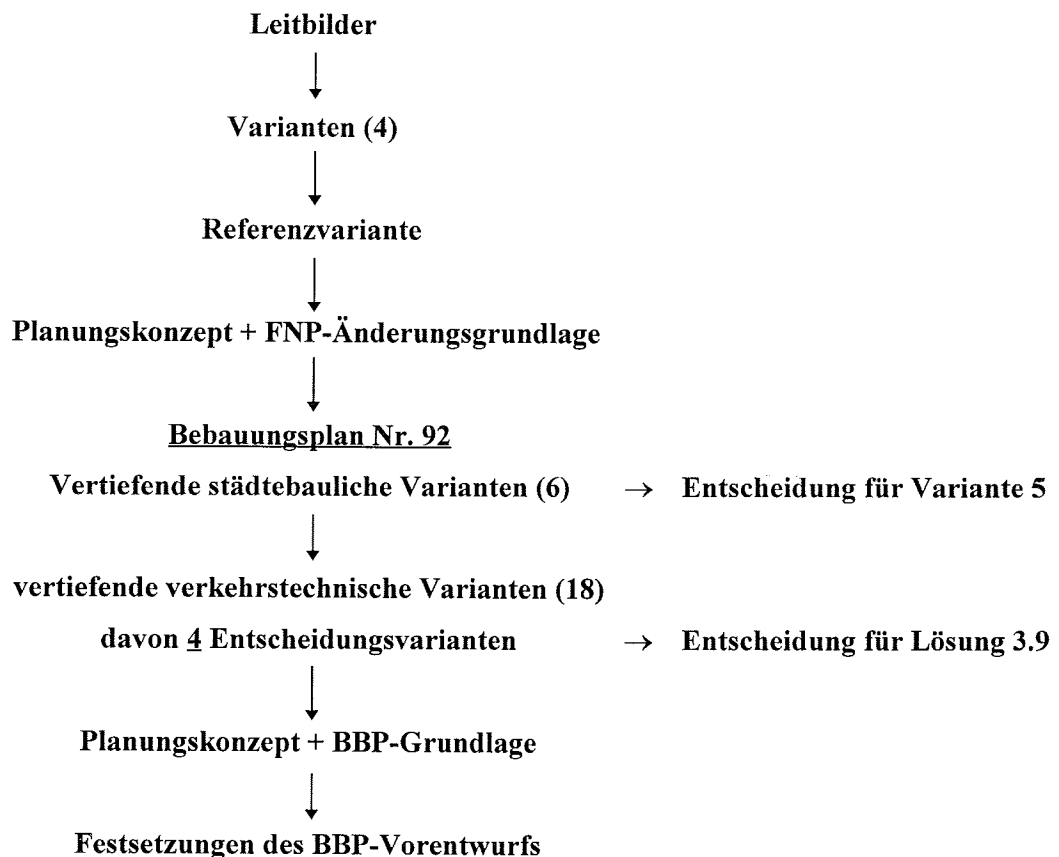 Leitbilder
Varianten (4)
Referenzvariante
Planungskonzept + FNP-Änderungsgrundlage
Bebauungsplan Nr. 92
Vertiefende städtebauliche Varianten (6) → Entscheidung für Variante 5
vertiefende verkehrstechnische Varianten (18)
davon 4 Entscheidungsvarianten → Entscheidung für Lösung 3.9
Planungskonzept + BBP-Grundlage
Festsetzungen des BBP-Vorentwurfs